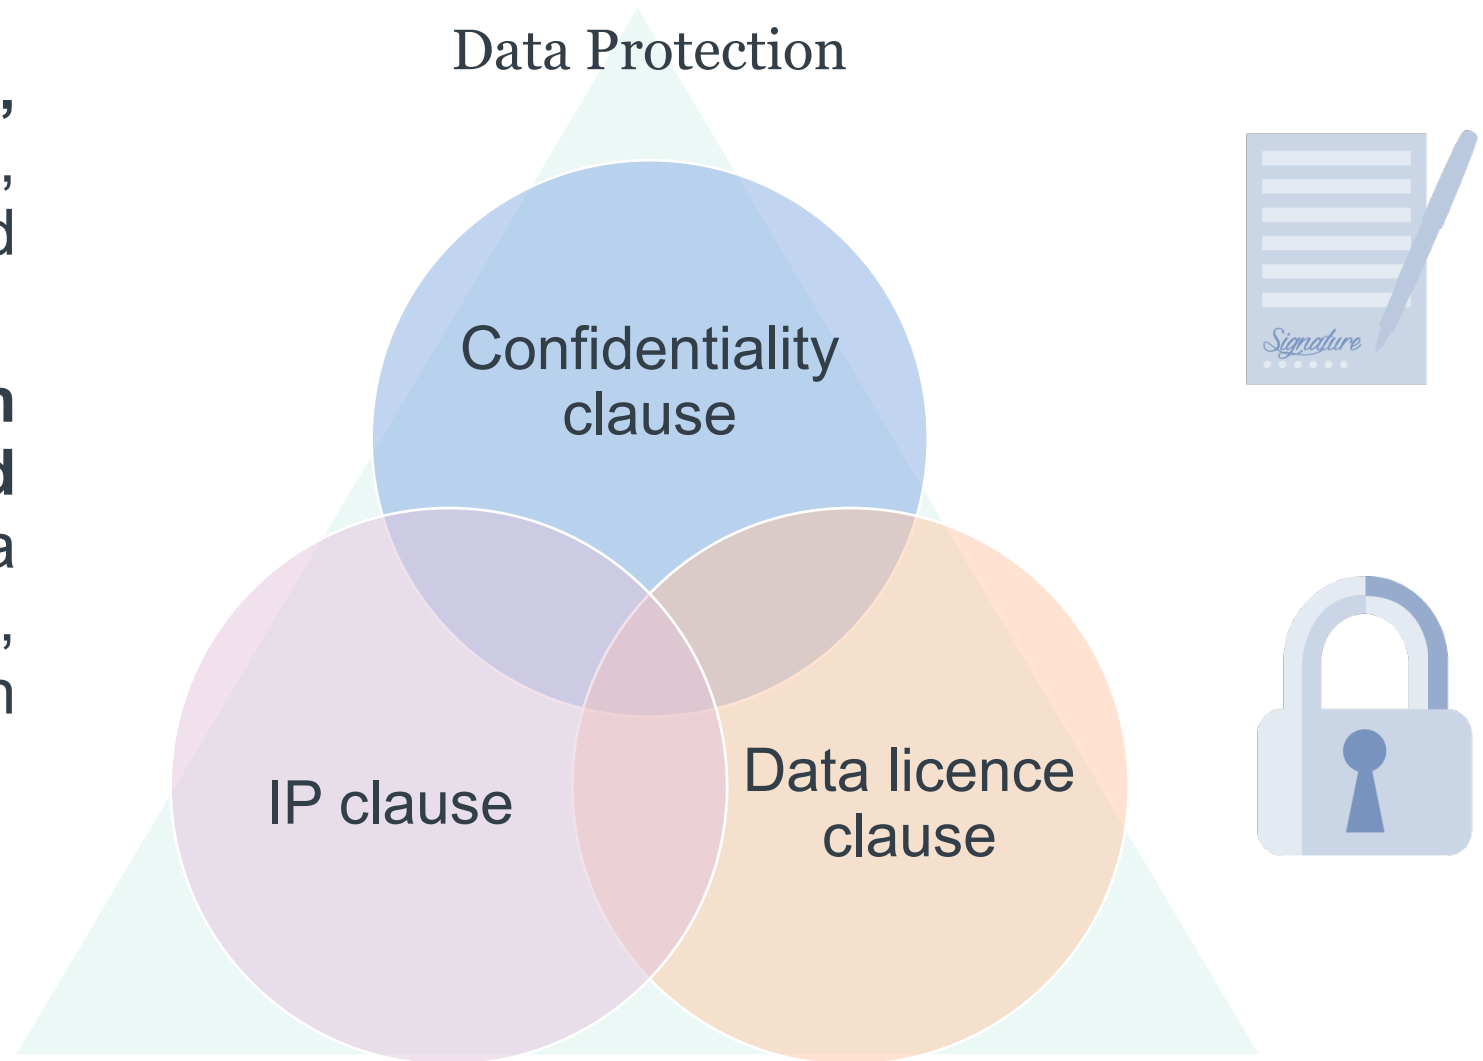 Data Protection
,
,
d
Confidentiality
clause
n
d
a
,
n
IP clause
Data licence
clause
Signature